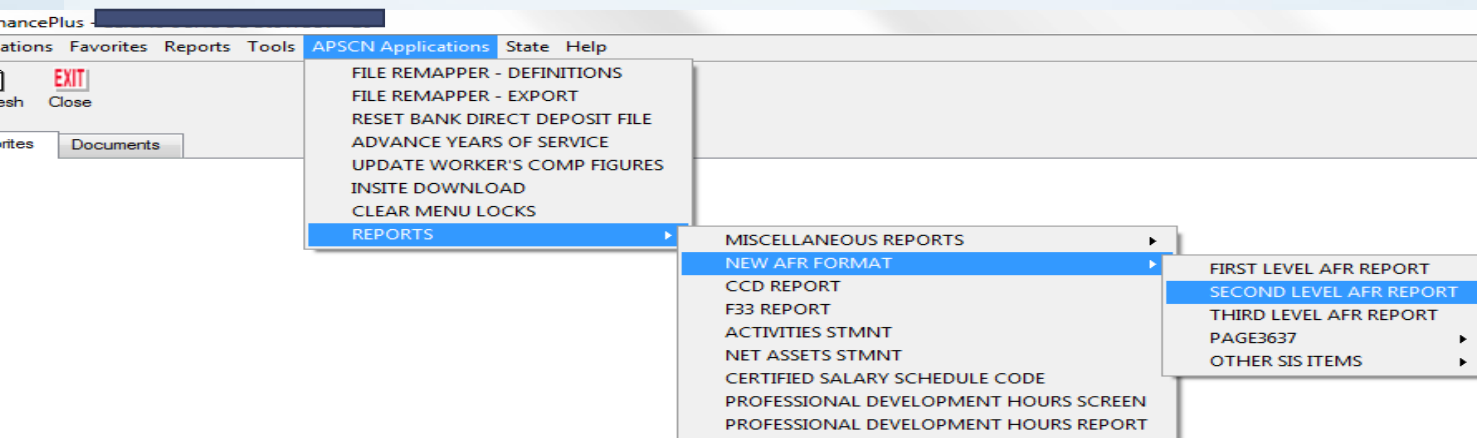 nancePlus -
ations Favorites Reports Tools APSCN Applications State Help
EXIT
esh Close
rites Documents
FILE REMAPPER - DEFINITIONS
FILE REMAPPER - EXPORT
RESET BANK DIRECT DEPOSIT FILE
ADVANCE YEARS OF SERVICE
UPDATE WORKER'S COMP FIGURES
INSITE DOWNLOAD
CLEAR MENU LOCKS
REPORTS
MISCELLANEOUS REPORTS
NEW AFR FORMAT
CCD REPORT
F33 REPORT
ACTIVITIES STMNT
NET ASSETS STMNT
CERTIFIED SALARY SCHEDULE CODE
PROFESSIONAL DEVELOPMENT HOURS SCREEN
PROFESSIONAL DEVELOPMENT HOURS REPORT
FIRST LEVEL AFR REPORT
SECOND LEVEL AFR REPORT
THIRD LEVEL AFR REPORT
PAGE3637
OTHER SIS ITEMS